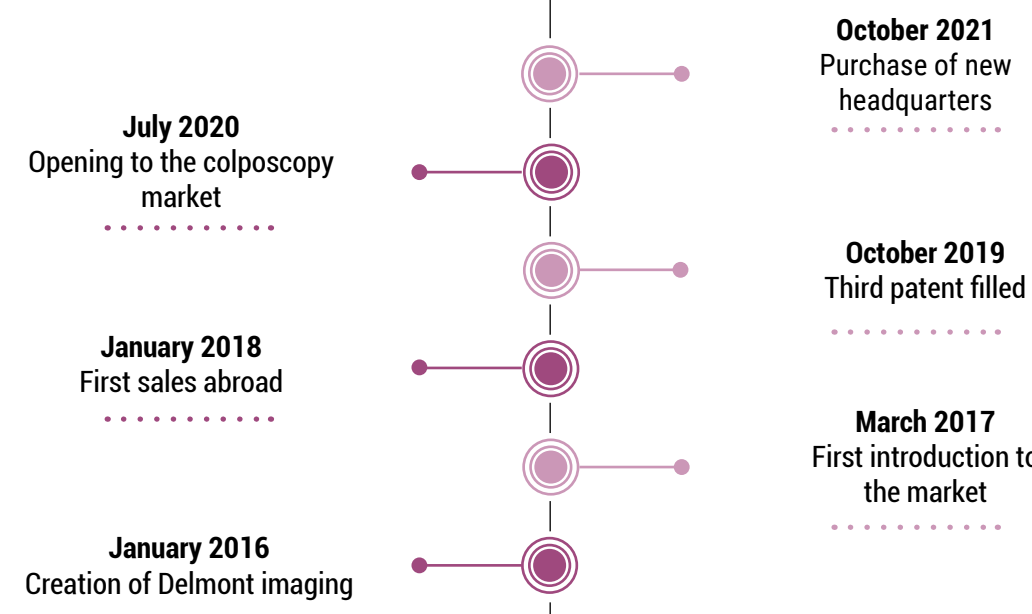 October 2021
Purchase of new
headquarters
July 2020
Opening to the colposcopy
market
October 2019
Third patent filled
January 2018
First sales abroad
March 2017
First introduction to
the market
January 2016
Creation of Delmont imaging